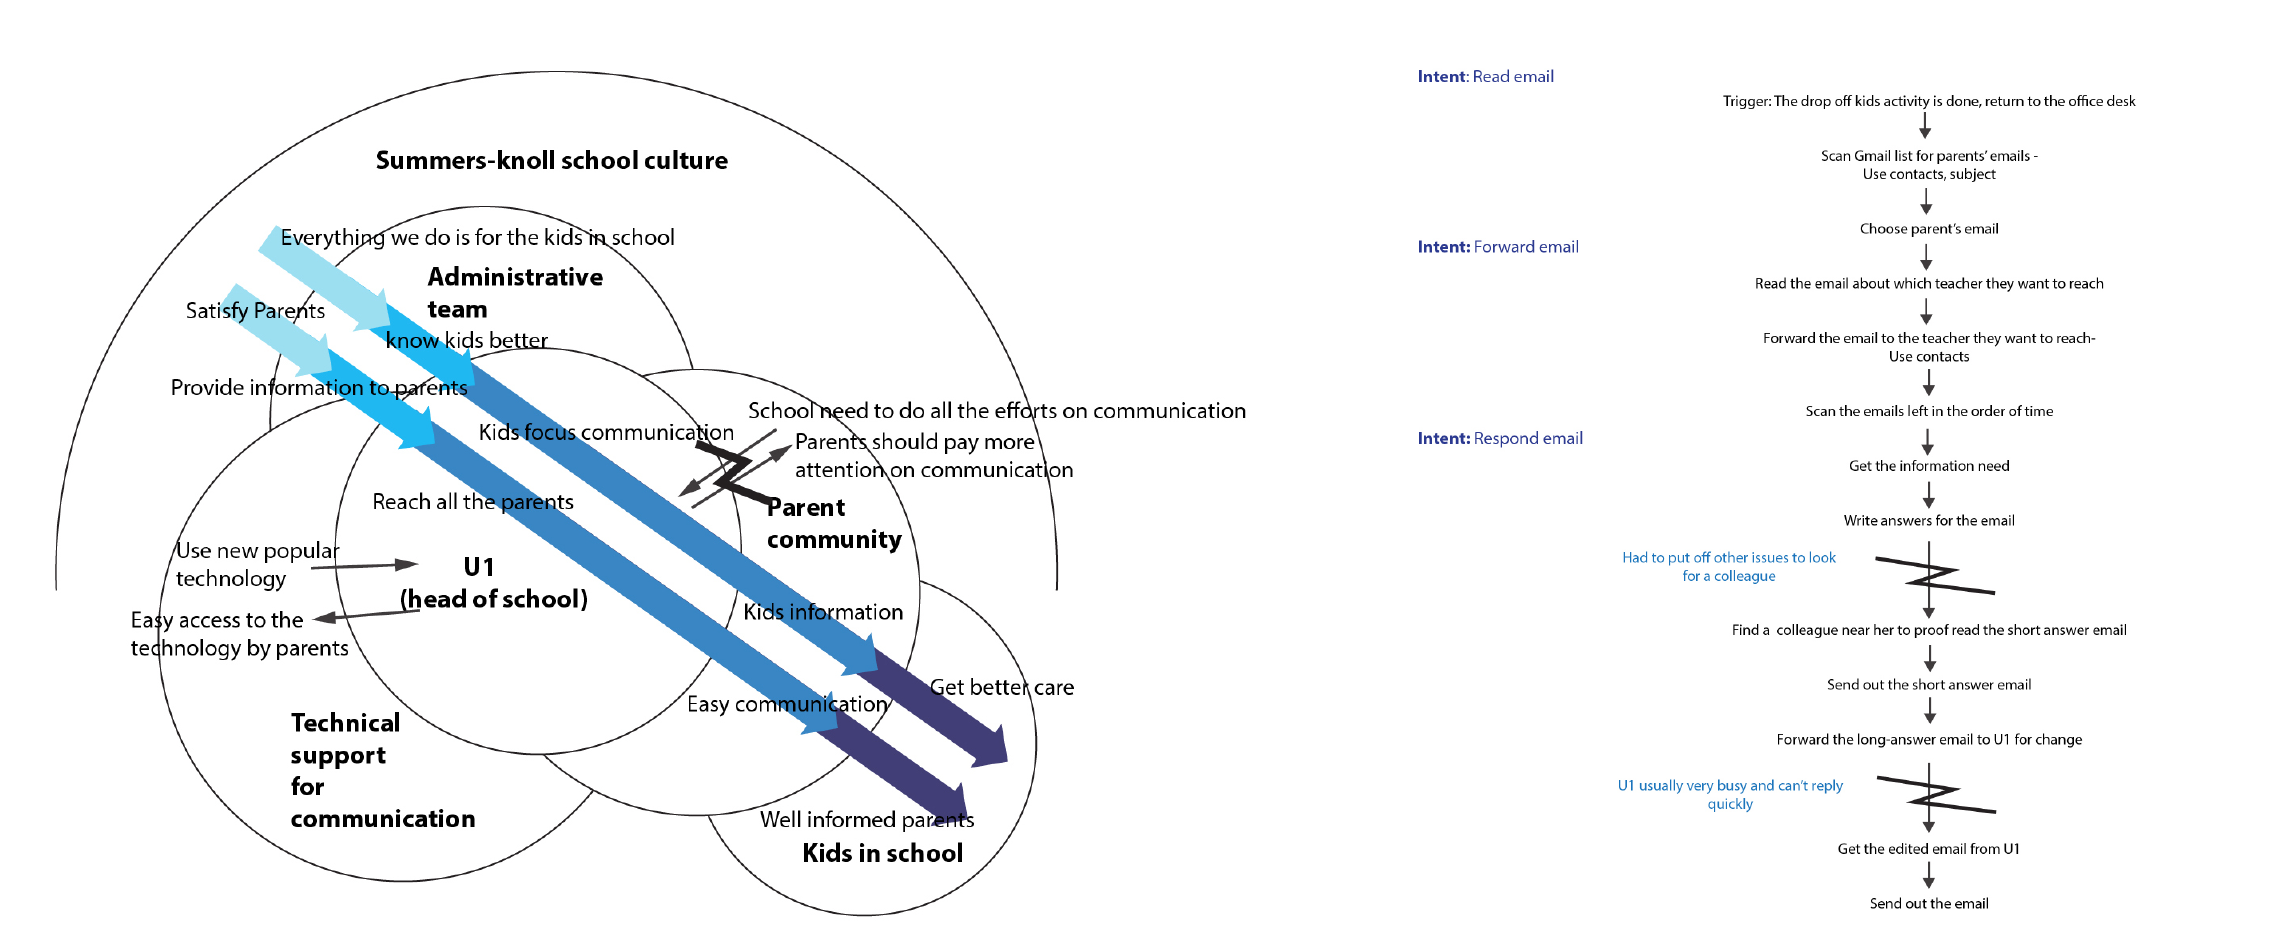 Summers-knoll school culture
Everything we do is for the kids in school
Administrative
team
Satisfy Parents
know kids better
Provide information to parents
School need to do all the efforts on communication
Kids focus communication
Parents should pay more
attention on communication
Reach all the parents
Parent
community
Use new popular
technology
U1
(head of school)
Easy access to the
technology by parents
Kids information
Get better care
Easy communication
Technical
support
for
communication
Well informed parents
Kids in school
Intent: Read email
Trigger: The drop off kids activity is done, return to the office desk
Scan Gmail list for parents' emails -
Use contacts, subject
Choose parent's email
Intent: Forward email
Read the email about which teacher they want to reach
Forward the email to the teacher they want to reach-
Use contacts
Scan the emails left in the order of time
Intent: Respond email
Get the information need
Write answers for the email
Had to put off other issues to look
for a colleague
Find a colleague near her to proof read the short answer email
Send out the short answer email
Forward the long-answer email to U1 for change
U1 usually very busy and can't reply
quickly
Get the edited email from U1
Send out the email